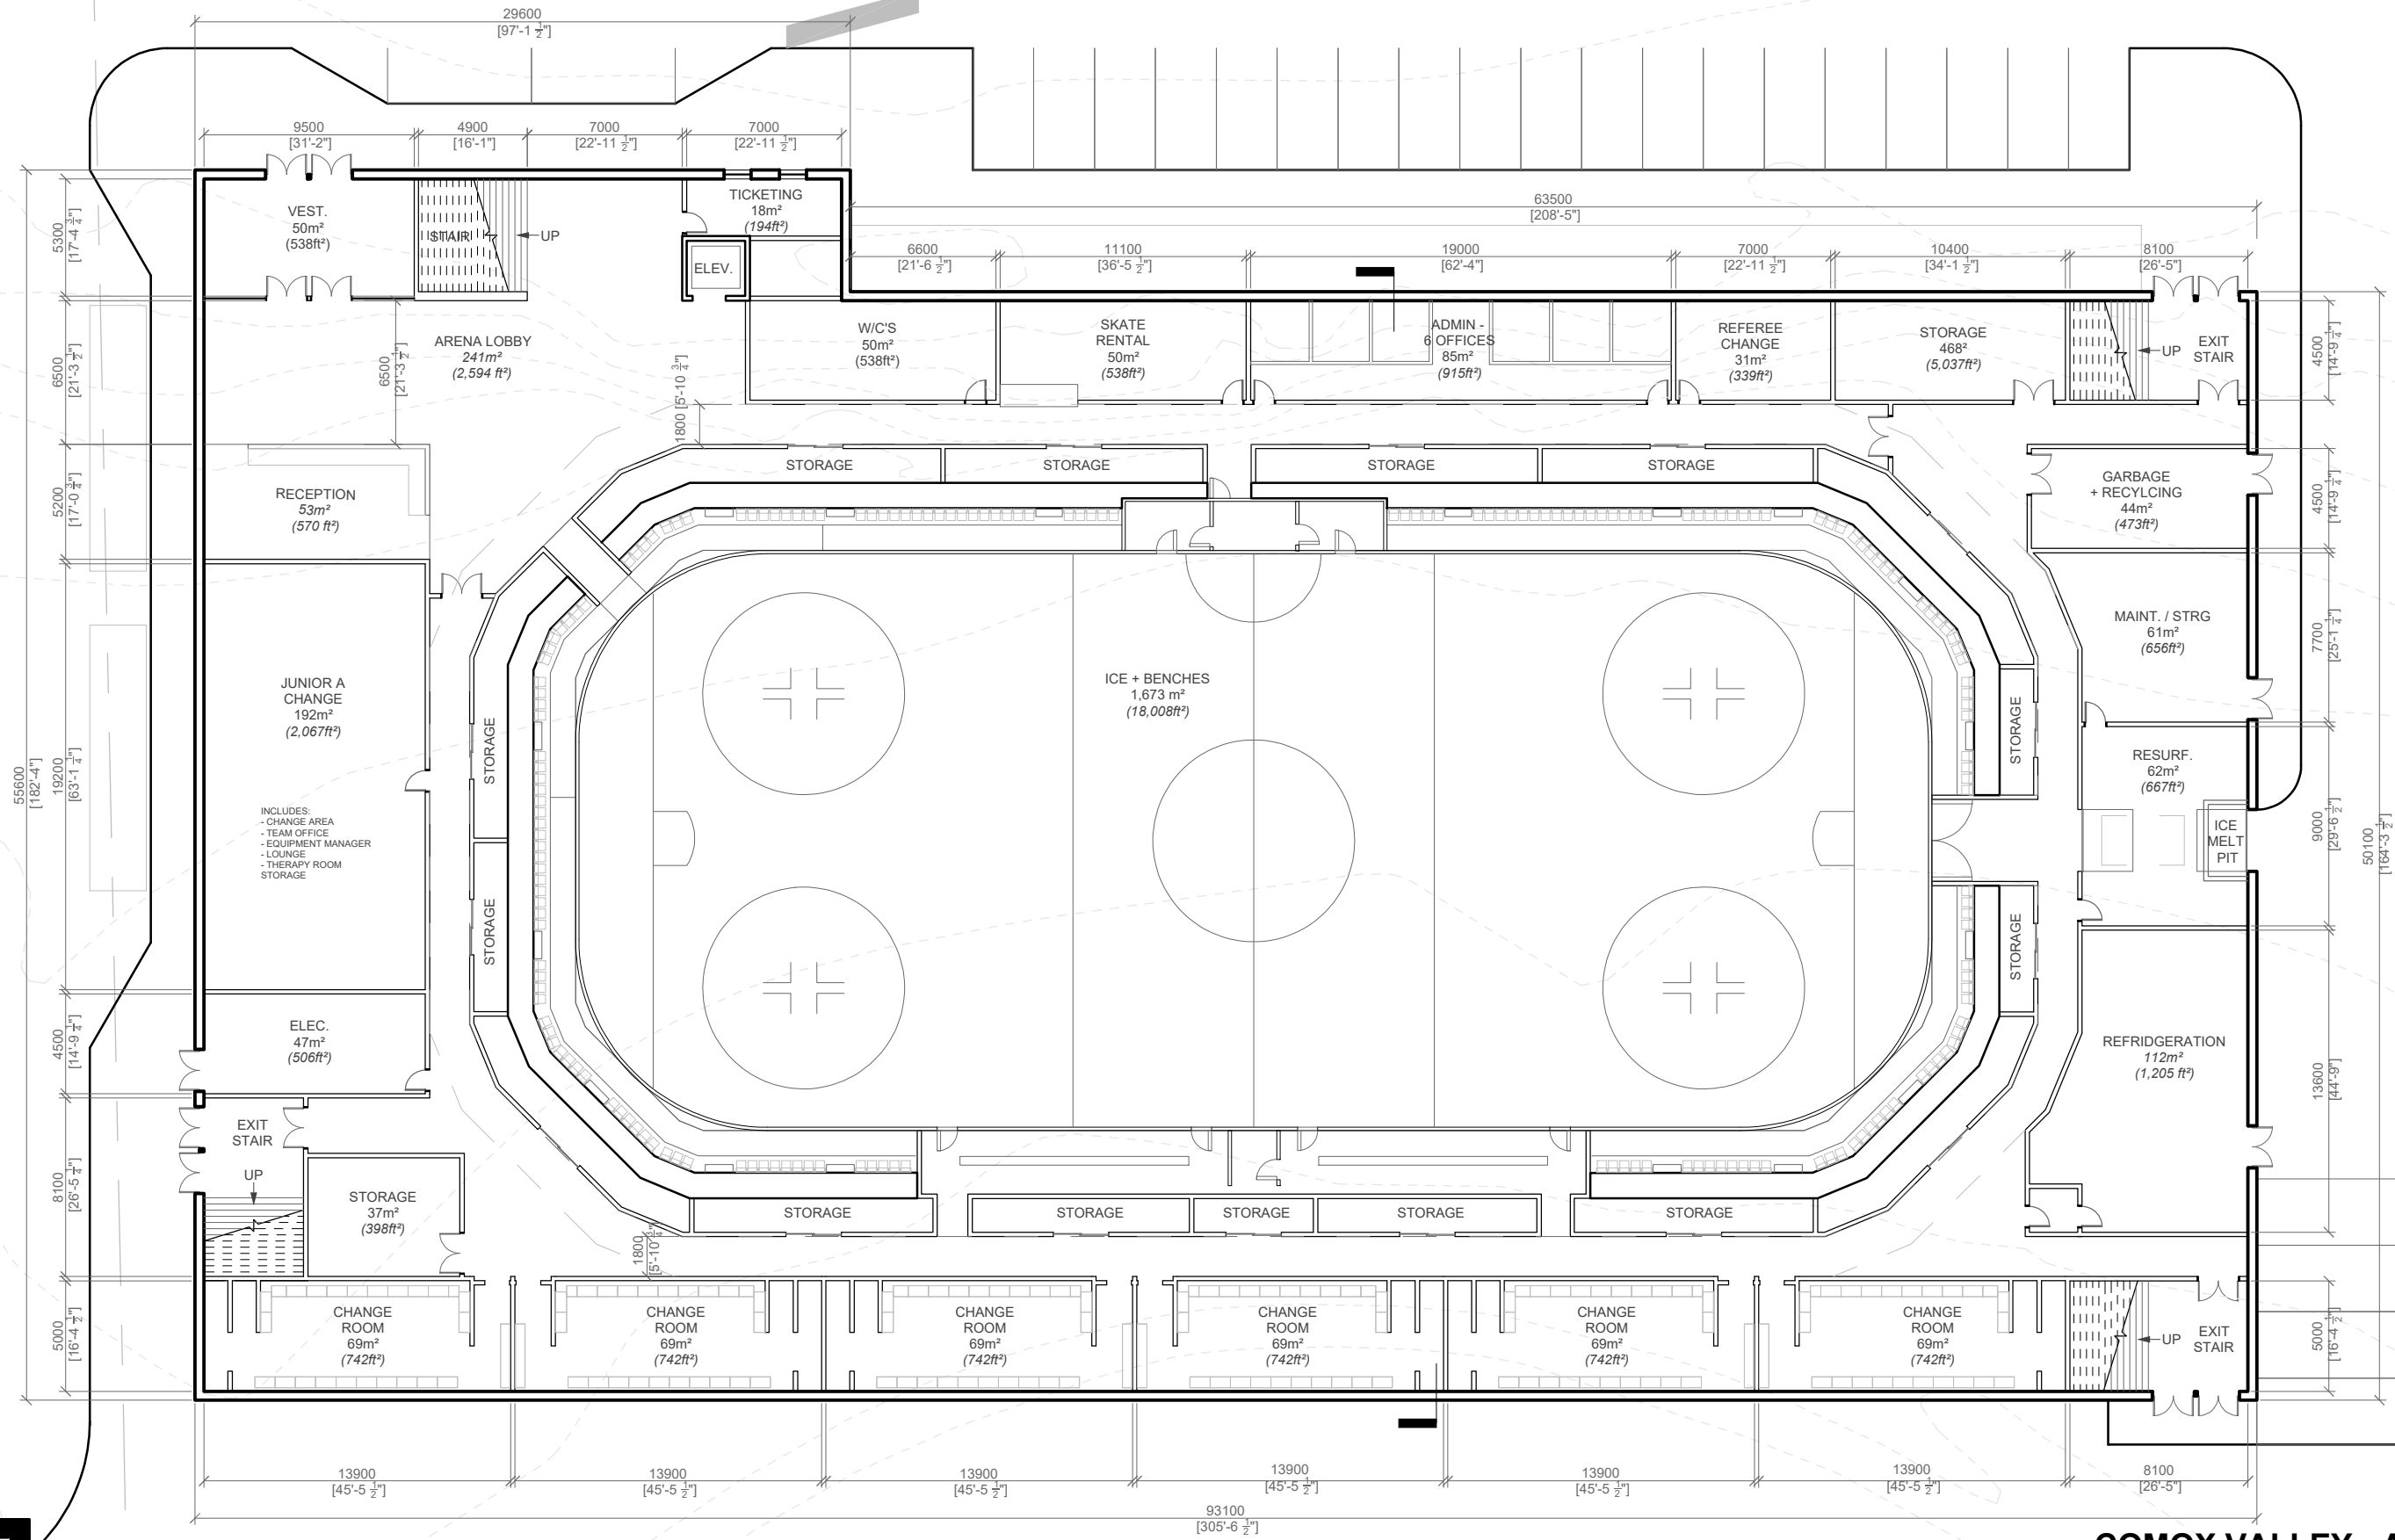 29600
[97'-1 1/2"]
9500
[31'-2"]
4900
[16'-1"]
7000
[22'-11 1/2"]
7000
[22'-11 1/2"]
VEST.
50m²
(538ft²)
STAIR
UP
TICKETING
18m²
(194ft²)
ELEV.
63500
[208'-5"]
6600
[21'-6 1/2"]
11100
[36'-5 1/2"]
19000
[62'-4"]
7000
[22'-11 1/2"]
10400
[34'-1 1/2"]
8100
[26'-5"]
5300
[17'-4 3/4"]
6500
[21'-3 1/2"]
6500
[21'-3 1/2"]
ARENA LOBBY
241m²
(2,594 ft²)
1800 [5'-10 3/4"]
W/C'S
50m²
(538ft²)
SKATE
RENTAL
50m²
(538ft²)
ADMIN -
6 OFFICES
85m²
(915ft²)
REFEREE
CHANGE
31m²
(339ft²)
STORAGE
468²
(5,037ft²)
UP
EXIT
STAIR
4500
[14'-9 1/4"]
STORAGE
STORAGE
STORAGE
STORAGE
5200
[17'-0 3/4"]
RECEPTION
53m²
(570 ft²)
GARBAGE
+ RECYLCING
44m²
(473ft²)
4500
[14'-9 1/4"]
JUNIOR A
CHANGE
192m²
(2,067ft²)
INCLUDES:
- CHANGE AREA
- TEAM OFFICE
- EQUIPMENT MANAGER
- LOUNGE
- THERAPY ROOM
STORAGE
55600
[182'-4"]
19200
[63'-1 1/4"]
STORAGE
STORAGE
ICE + BENCHES
1,673 m²
(18,008ft²)
STORAGE
STORAGE
MAINT. / STRG
61m²
(656ft²)
7700
[25'-1 1/4"]
RESURF.
62m²
(667ft²)
ICE
MELT
PIT
9000
[29'-6 1/2"]
50100
[164'-3 1/2"]
ELEC.
47m²
(506ft²)
4500
[14'-9 1/4"]
REFRIDGERATION
112m²
(1,205 ft²)
13600
[44'-9"]
EXIT
STAIR
UP
8100
[26'-5 1/4"]
STORAGE
37m²
(398ft²)
STORAGE
STORAGE
STORAGE
STORAGE
STORAGE
1800
[5'-10 3/4"]
5000
[16'-4 1/2"]
CHANGE
ROOM
69m²
(742ft²)
CHANGE
ROOM
69m²
(742ft²)
CHANGE
ROOM
69m²
(742ft²)
CHANGE
ROOM
69m²
(742ft²)
CHANGE
ROOM
69m²
(742ft²)
CHANGE
ROOM
69m²
(742ft²)
UP
EXIT
STAIR
5000
[16'-4 1/2"]
13900
[45'-5 1/2"]
13900
[45'-5 1/2"]
13900
[45'-5 1/2"]
13900
[45'-5 1/2"]
13900
[45'-5 1/2"]
13900
[45'-5 1/2"]
8100
[26'-5"]
93100
[305'-6 1/2"]
COMOX VALLEY